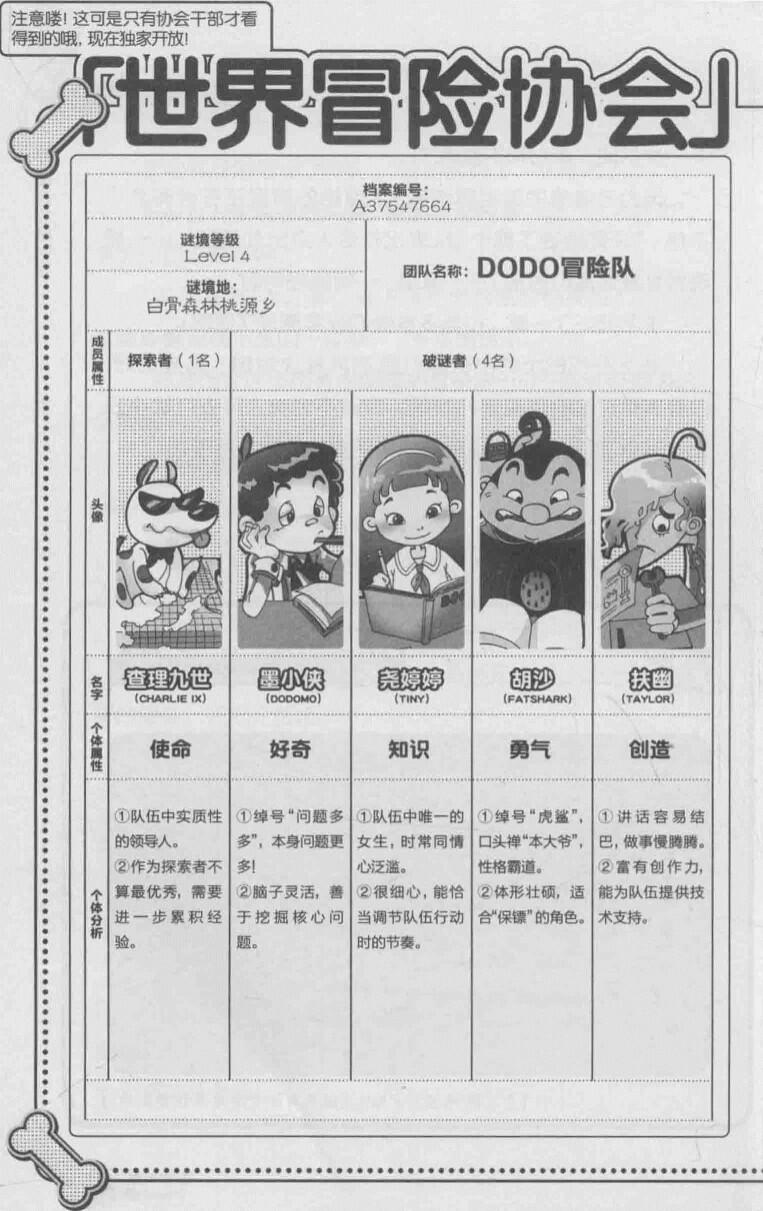 注意喽！这可是只有协会干部才看
得到的哦，现在独家开放！
「世界冒险协会」
档案编号：
A37547664
谜境等级
Level 4
谜境地：
白骨森林桃源乡
团队名称：DODO冒险队
成员属性
探索者（1名）
破谜者（4名）
头像
名字
查理九世
(CHARLIE IX)
墨小侠
(DODOMO)
尧婷婷
(TINY)
胡沙
(FATSHARK)
扶幽
(TAYLOR)
个体属性
使命
好奇
知识
勇气
创造
个体分析
①队伍中实质性
的领导人。
②作为探索者不
算最优秀，需要
进一步累积经
验。
①绰号“问题多
多”，本身问题更
多！
②脑子灵活，善
于挖掘核心问
题。
①队伍中唯一的
女生，时常同情
心泛滥。
②很细心，能恰
当调节队伍行动
时的节奏。
①绰号“虎鲨”，
口头禅“本大爷”，
性格霸道。
②体形壮硕，适
合“保镖”的角色。
①讲话容易结
巴，做事慢腾腾。
②富有创作力，
能为队伍提供技
术支持。